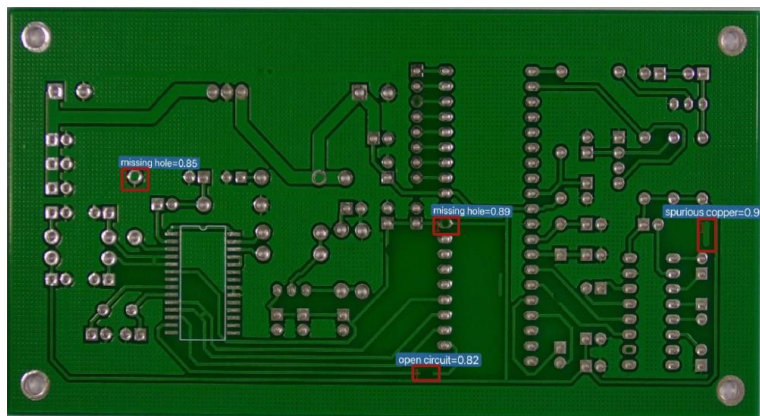 missing hole=0.85
missing hole=0.89
spurious copper=0.9
open circuit=0.82